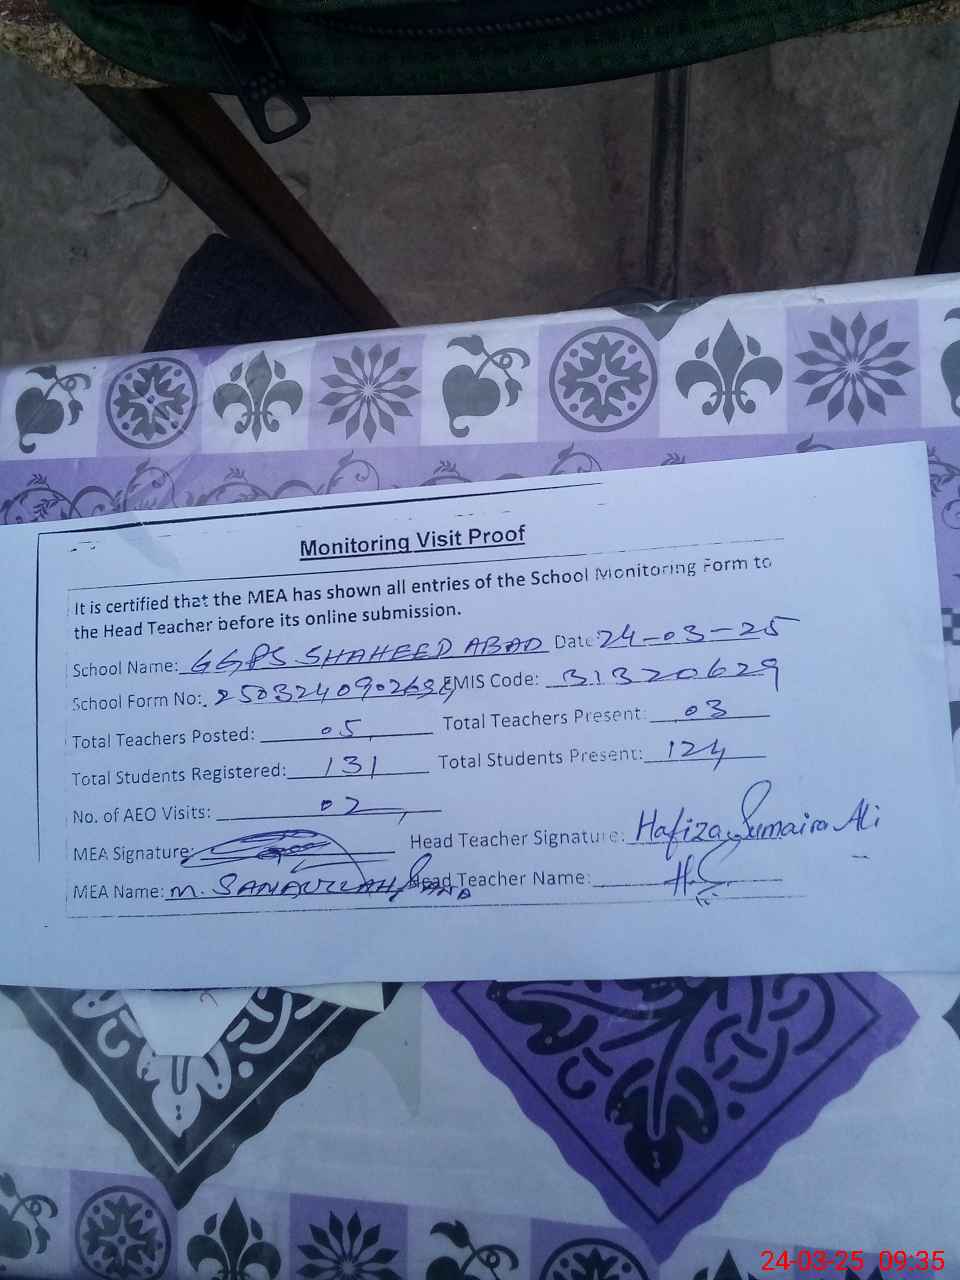 Monitoring Visit Proof
It is certified that the MEA has shown all entries of the School Monitoring Form to
the Head Teacher before its online submission.
School Name: GGPS SHAHEED ABAD Date 24-03-25
School Form No: EMIS Code: 31320629
Total Teachers Posted: 05 Total Teachers Present: 03
Total Students Registered: 131 Total Students Present: 124
No. of AEO Visits: 02
MEA Signature: Head Teacher Signature: Hafiza Sumaira Ali
MEA Name: M. SANAULLAH Head Teacher Name:
24-03-25 09:35